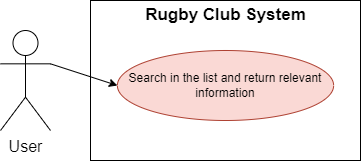 Rugby Club System
Search in the list and return relevant
information
User